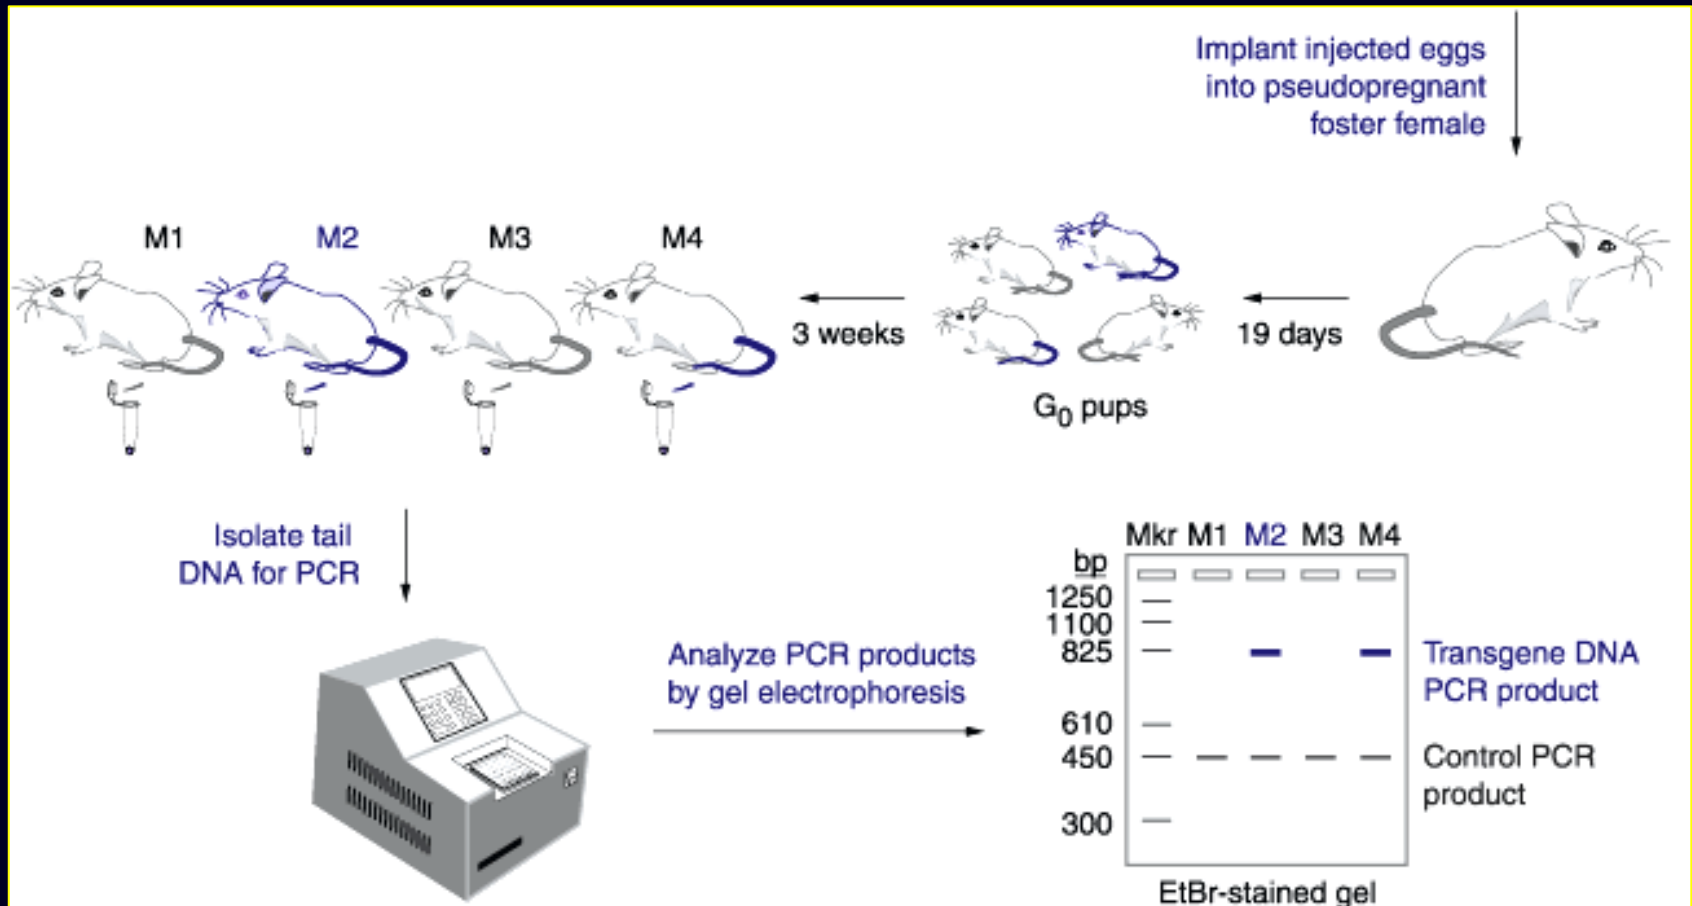 Implant injected eggs
into pseudopregnant
foster female
M1 M2 M3 M4
3 weeks
19 days
G0 pups
Isolate tail
DNA for PCR
Analyze PCR products
by gel electrophoresis
Mkr M1 M2 M3 M4
bp
1250
1100
825
610
450
300
Transgene DNA
PCR product
Control PCR
product
EtBr-stained gel